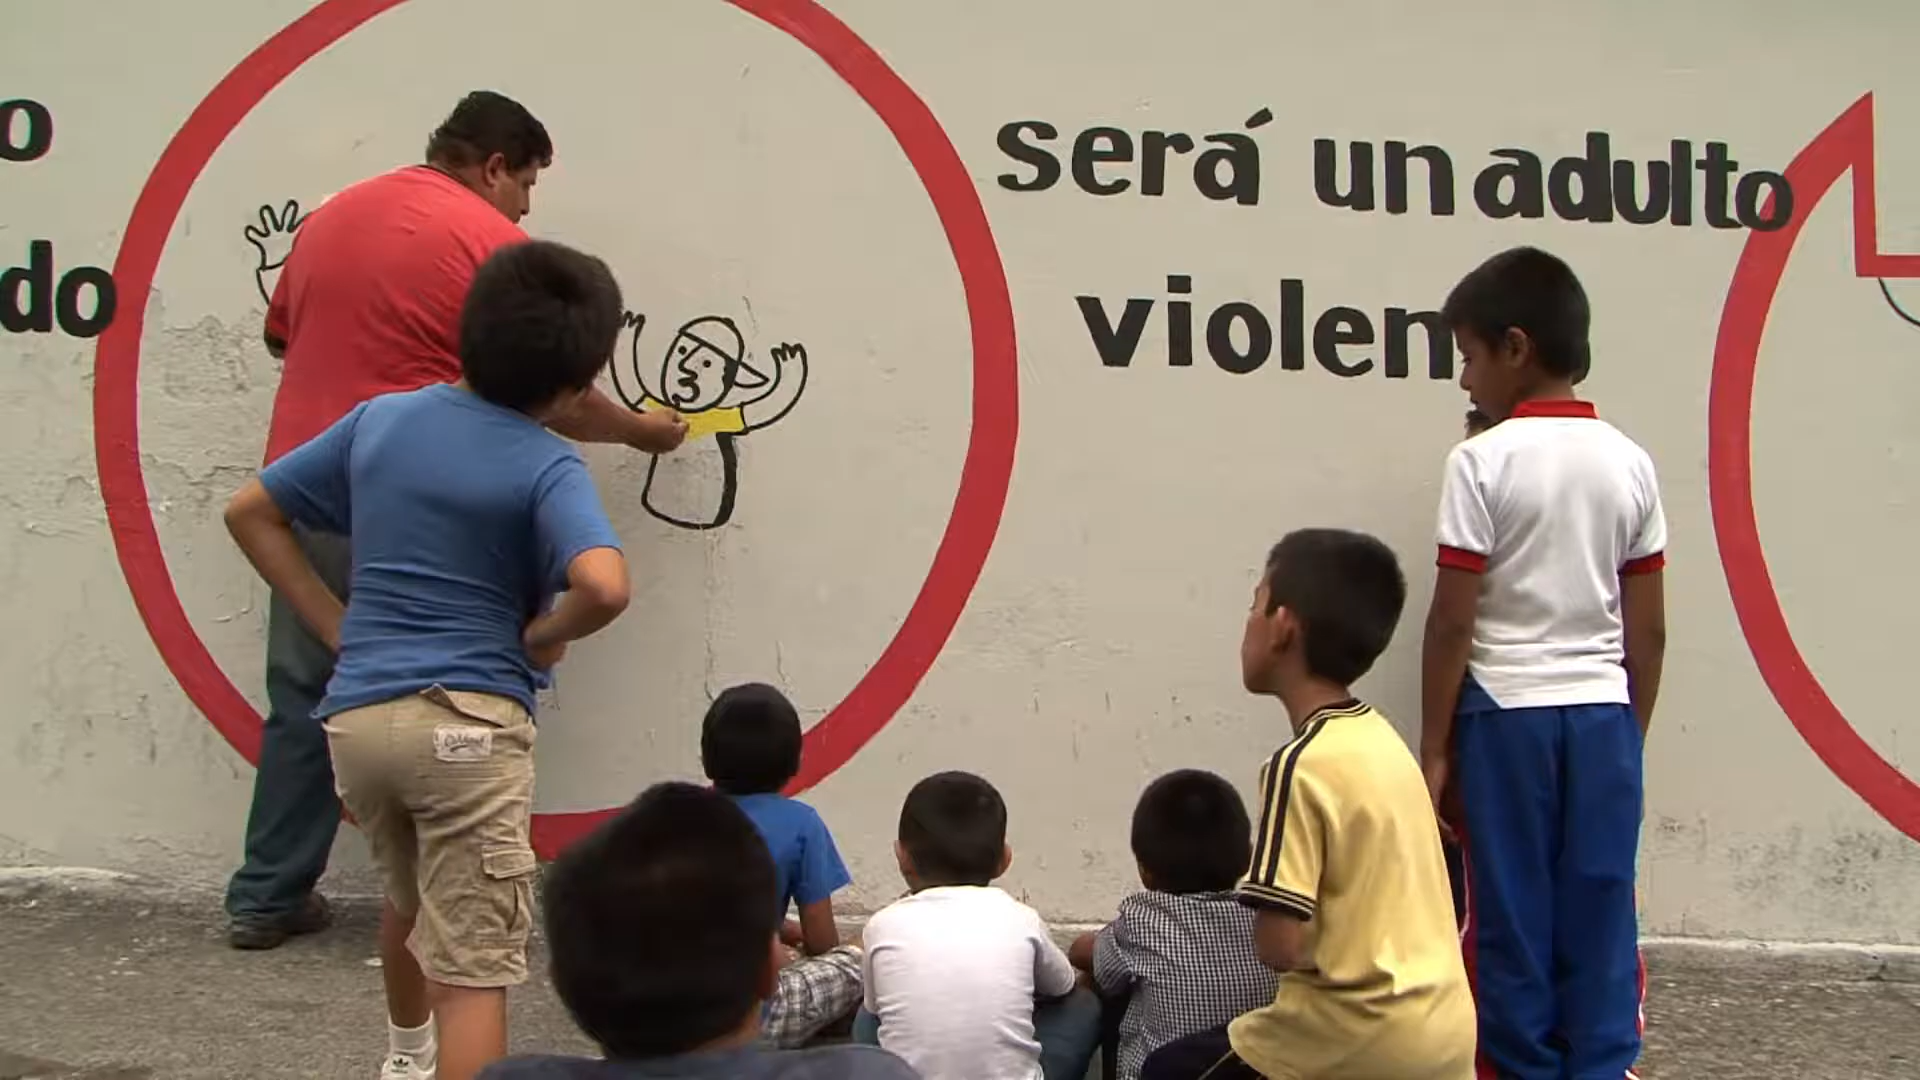 o
do
será un adulto
violen